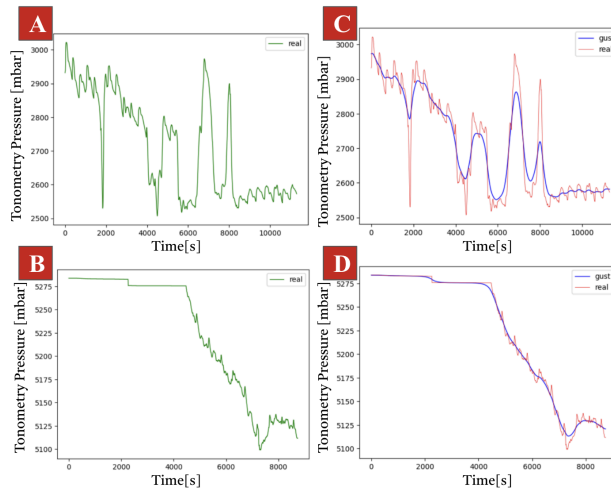 A
Tonometry Pressure [mbar]
3000
2900
2800
2700
2600
2500
real
0 2000 4000 6000 8000 10000
Time[s]
C
Tonometry Pressure [mbar]
3000
2900
2800
2700
2600
2500
gust
real
0 2000 4000 6000 8000 10000
Time[s]
B
Tonometry Pressure [mbar]
5275
5250
5225
5200
5175
5150
5125
5100
real
0 2000 4000 6000 8000
Time[s]
D
Tonometry Pressure [mbar]
5275
5250
5225
5200
5175
5150
5125
5100
gust
real
0 2000 4000 6000 8000
Time[s]